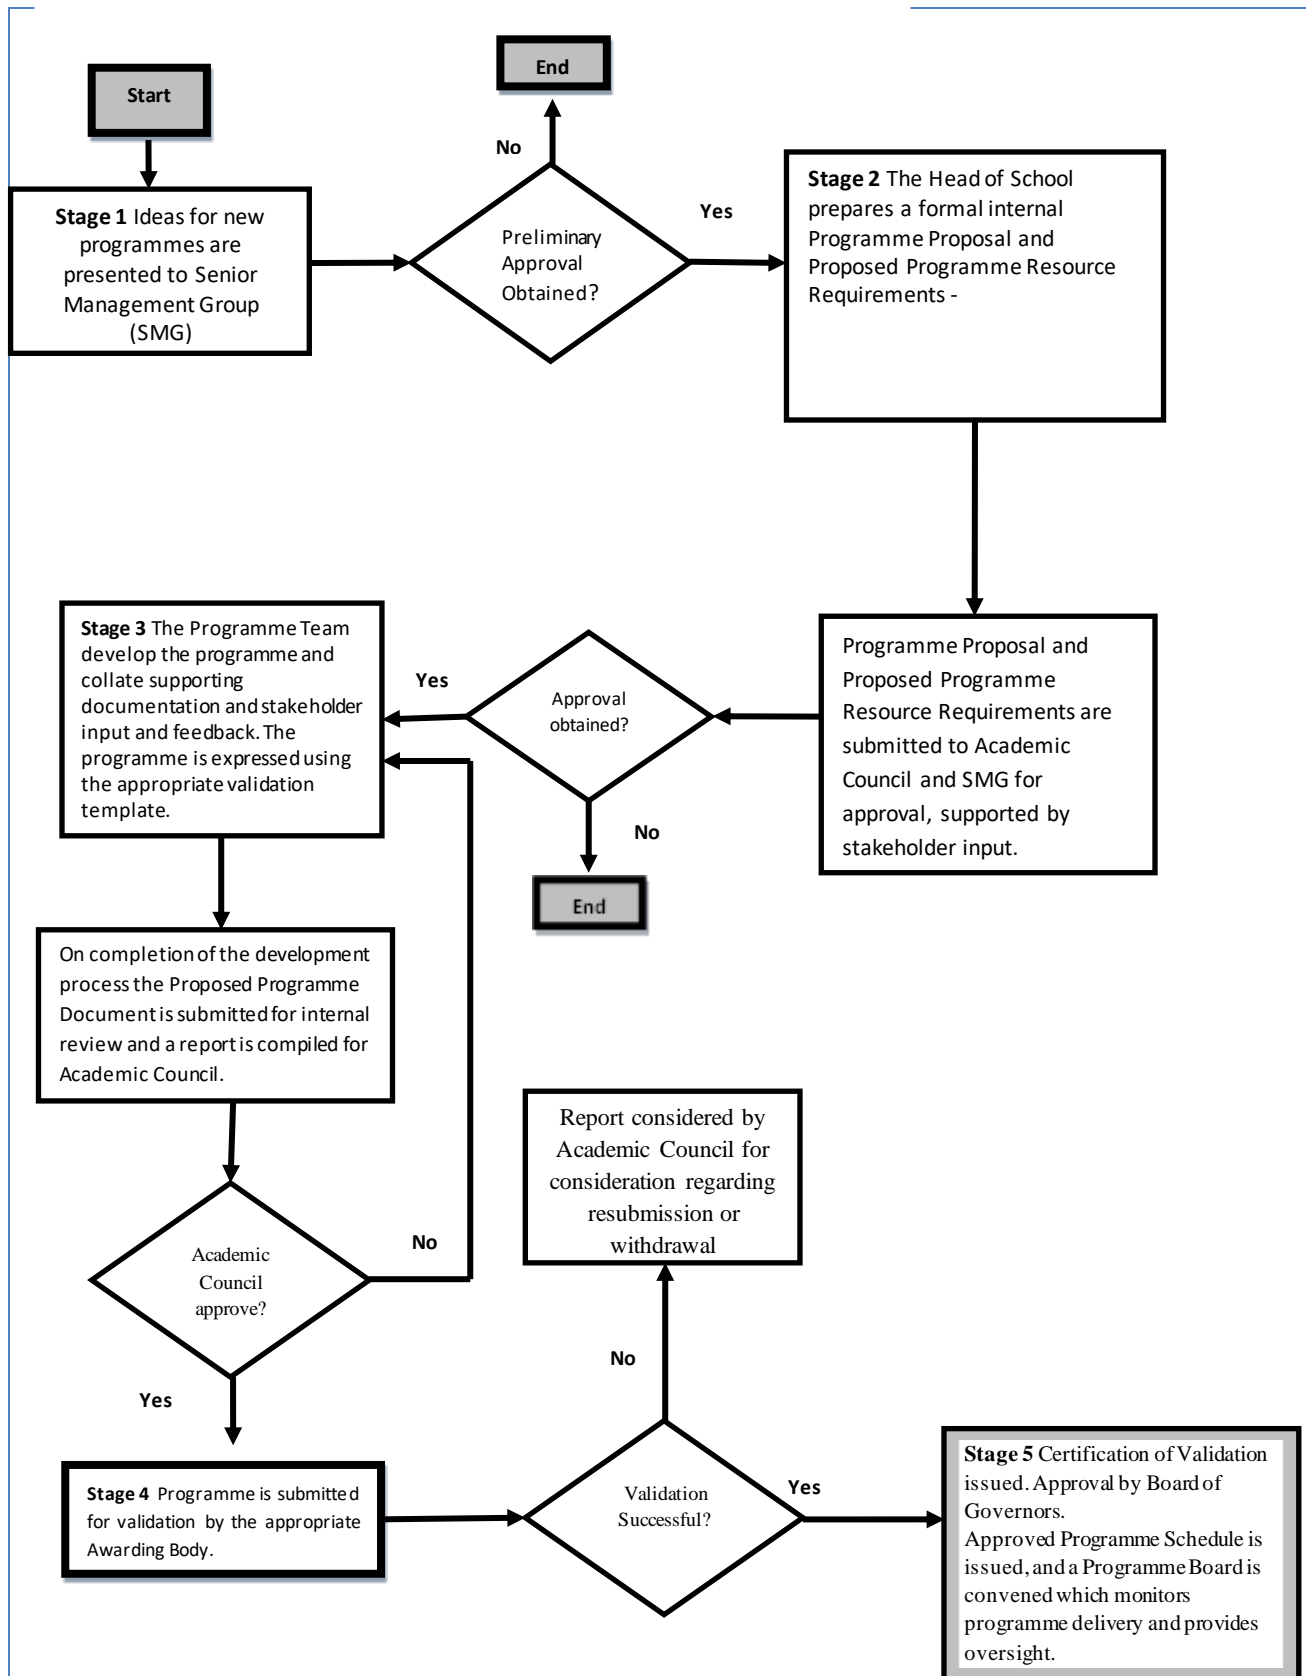 Start
End
No
Stage 1 Ideas for new
programmes are
presented to Senior
Management Group
(SMG)
Preliminary
Approval
Obtained?
Yes
Stage 2 The Head of School
prepares a formal internal
Programme Proposal and
Proposed Programme Resource
Requirements -
Programme Proposal and
Proposed Programme
Resource Requirements are
submitted to Academic
Council and SMG for
approval, supported by
stakeholder input.
Approval
obtained?
Yes
No
End
Stage 3 The Programme Team
develop the programme and
collate supporting
documentation and stakeholder
input and feedback. The
programme is expressed using
the appropriate validation
template.
On completion of the development
process the Proposed Programme
Document is submitted for internal
review and a report is compiled for
Academic Council.
Academic
Council
approve?
No
Yes
Stage 4 Programme is submitted
for validation by the appropriate
Awarding Body.
Report considered by
Academic Council for
consideration regarding
resubmission or
withdrawal
No
Validation
Successful?
Yes
Stage 5 Certification of Validation
issued. Approval by Board of
Governors.
Approved Programme Schedule is
issued, and a Programme Board is
convened which monitors
programme delivery and provides
oversight.